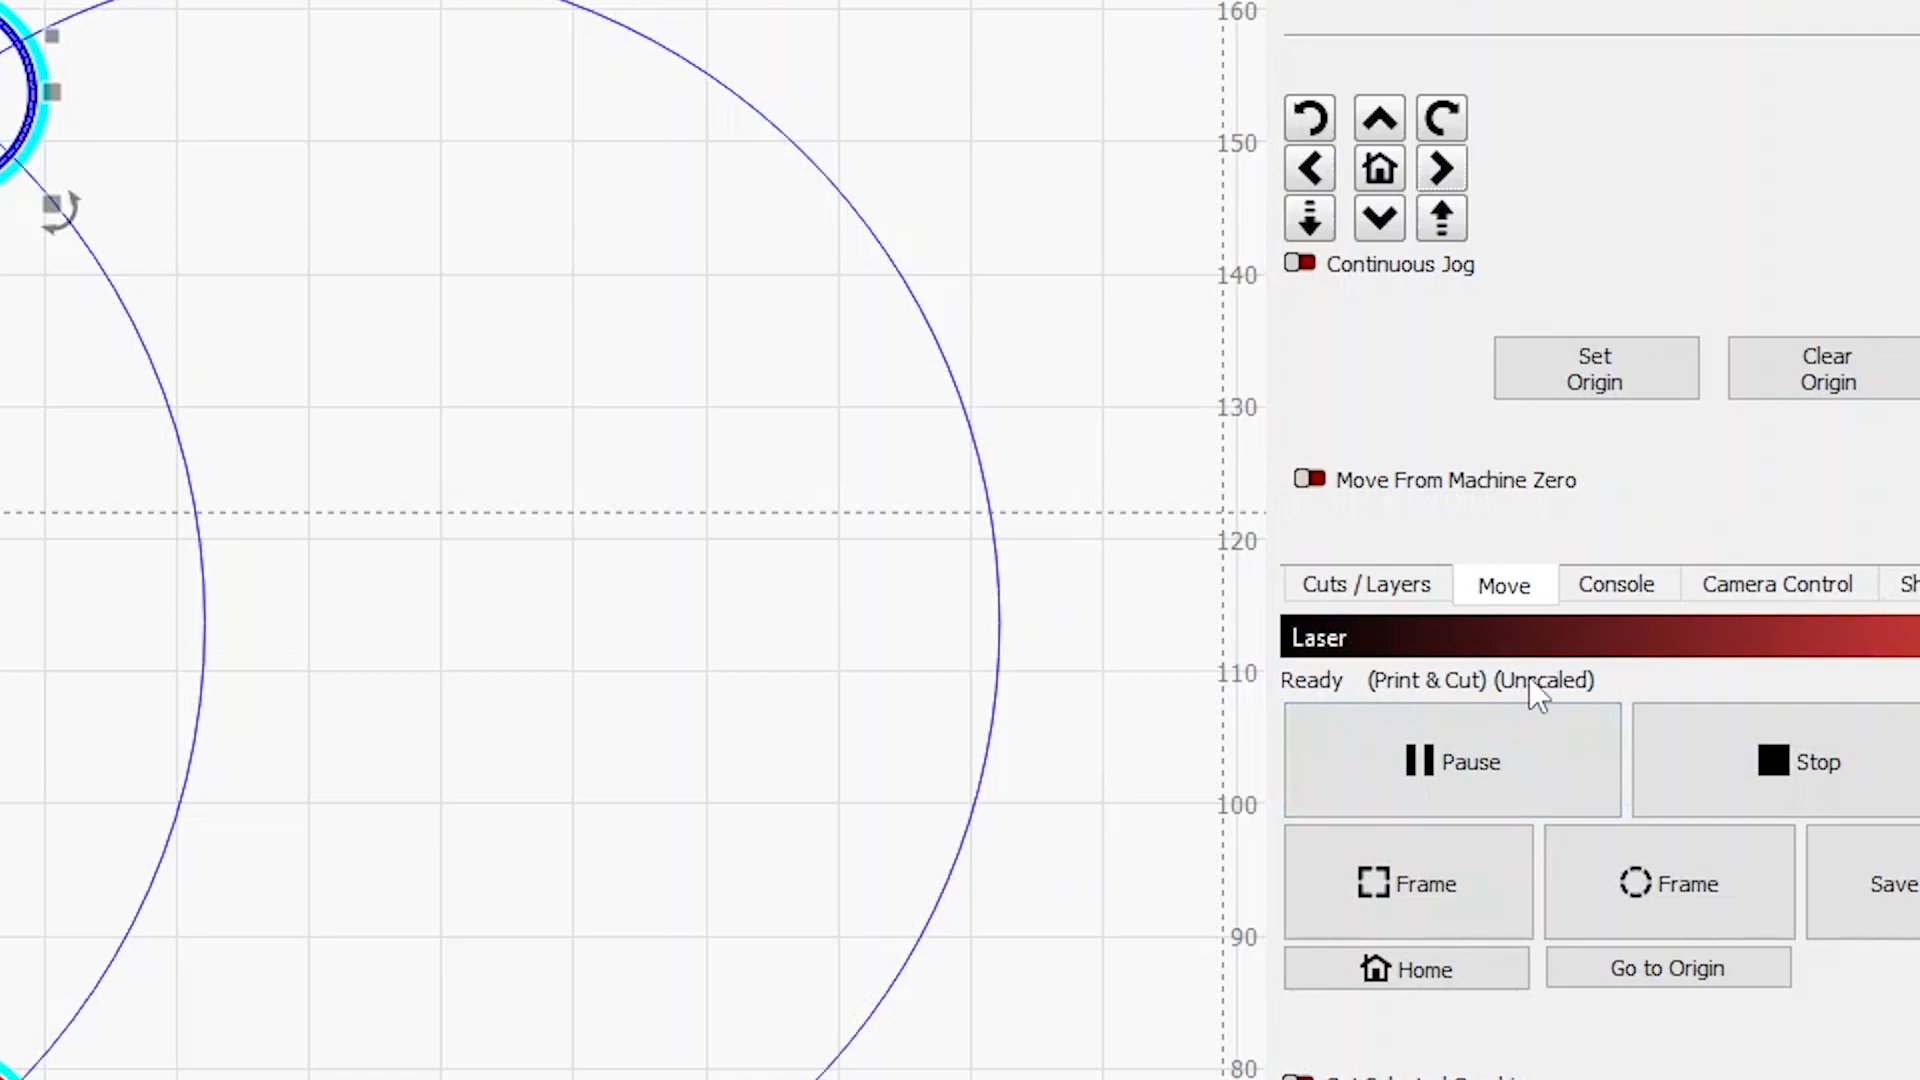 160
150
140
130
120
110
100
90
80
Continuous Jog
Set
Origin
Clear
Origin
Move From Machine Zero
Cuts / Layers
Move
Console
Camera Control
Sh
Laser
Ready (Print & Cut) (Unscaled)
Pause
Stop
Frame
Frame
Save
Home
Go to Origin